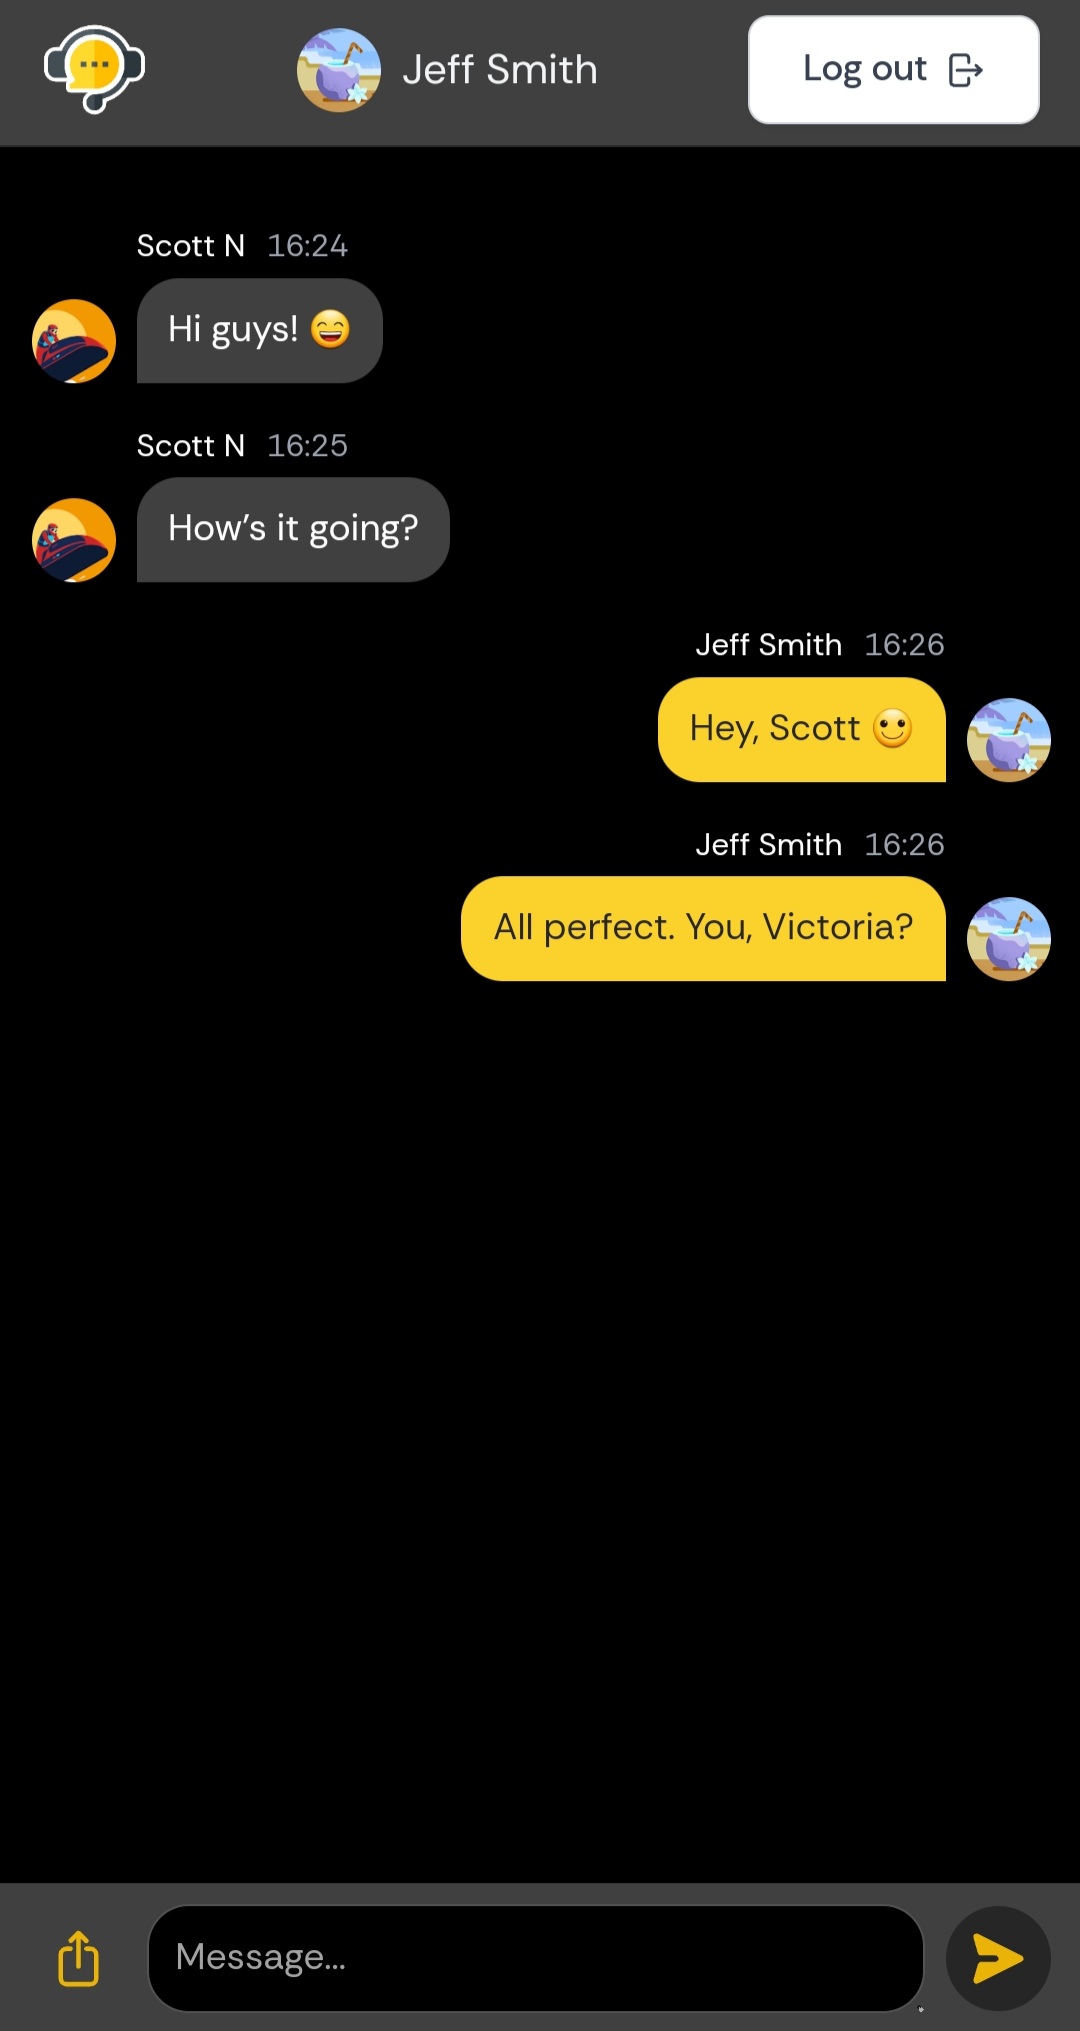 Jeff Smith
Log out
Scott N 16:24
Hi guys! 😄
Scott N 16:25
How’s it going?
Jeff Smith 16:26
Hey, Scott 🙂
Jeff Smith 16:26
All perfect. You, Victoria?
Message...